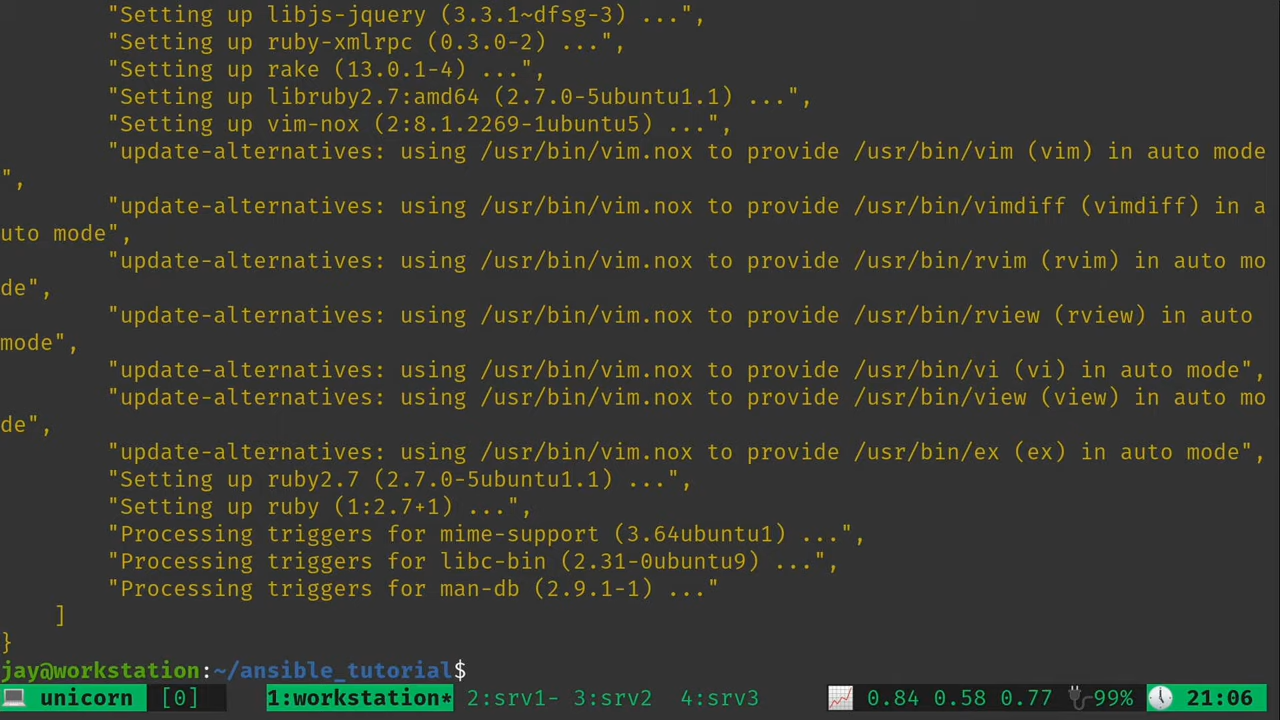 "Setting up libjs-jquery (3.3.1~dfsg-3) ...",
"Setting up ruby-xmlrpc (0.3.0-2) ...",
"Setting up rake (13.0.1-4) ...",
"Setting up libruby2.7:amd64 (2.7.0-5ubuntu1.1) ...",
"Setting up vim-nox (2:8.1.2269-1ubuntu5) ...",
"update-alternatives: using /usr/bin/vim.nox to provide /usr/bin/vim (vim) in auto mode
",
"update-alternatives: using /usr/bin/vim.nox to provide /usr/bin/vimdiff (vimdiff) in a
uto mode",
"update-alternatives: using /usr/bin/vim.nox to provide /usr/bin/rvim (rvim) in auto mo
de",
"update-alternatives: using /usr/bin/vim.nox to provide /usr/bin/rview (rview) in auto
mode",
"update-alternatives: using /usr/bin/vim.nox to provide /usr/bin/vi (vi) in auto mode",
"update-alternatives: using /usr/bin/vim.nox to provide /usr/bin/view (view) in auto mo
de",
"update-alternatives: using /usr/bin/vim.nox to provide /usr/bin/ex (ex) in auto mode",
"Setting up ruby2.7 (2.7.0-5ubuntu1.1) ...",
"Setting up ruby (1:2.7+1) ...",
"Processing triggers for mime-support (3.64ubuntu1) ...",
"Processing triggers for libc-bin (2.31-0ubuntu9) ...",
"Processing triggers for man-db (2.9.1-1) ..."
]
}
jay@workstation:~/ansible_tutorial$
unicorn [0] 1:workstation* 2:srv1- 3:srv2 4:srv3 0.84 0.58 0.77 99% 21:06